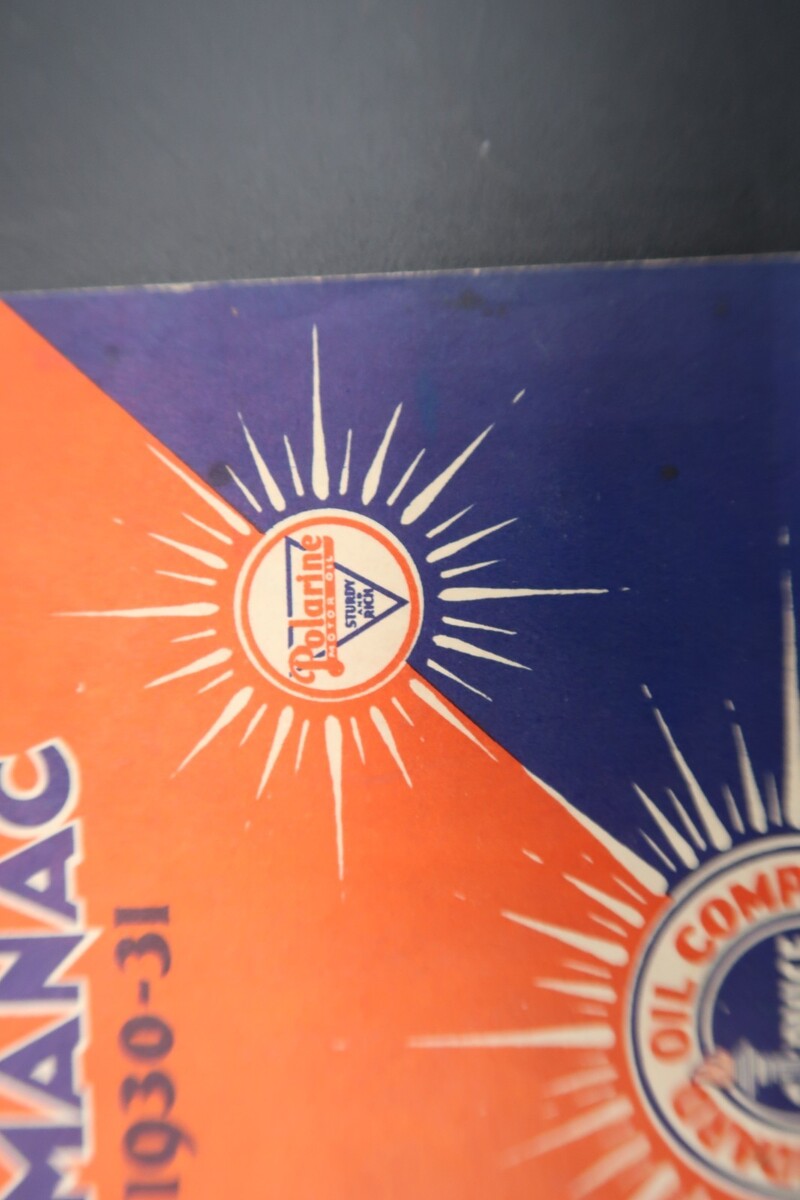 MANAC
1930-31
Polarine
MOTOR OIL
STURDY
AND
RICH
OIL COMP